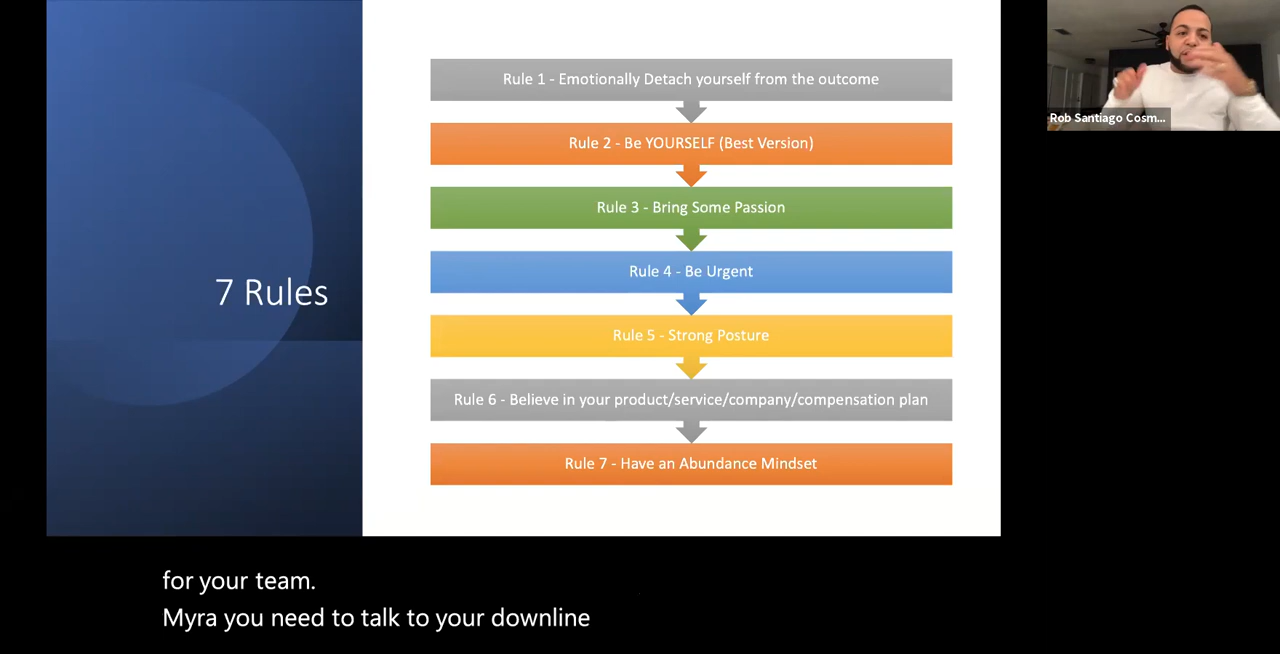 7 Rules
Rule 1 - Emotionally Detach yourself from the outcome
Rule 2 - Be YOURSELF (Best Version)
Rule 3 - Bring Some Passion
Rule 4 - Be Urgent
Rule 5 - Strong Posture
Rule 6 - Believe in your product/service/company/compensation plan
Rule 7 - Have an Abundance Mindset
Rob Santiago Cosm...
for your team.
Myra you need to talk to your downline